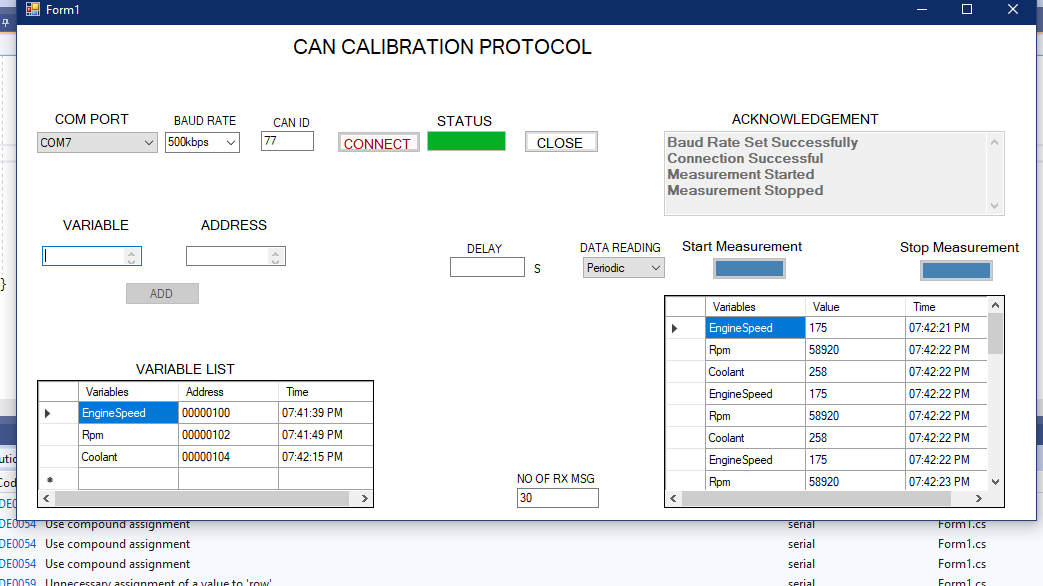 Form1
CAN CALIBRATION PROTOCOL
COM PORT BAUD RATE CAN ID STATUS ACKNOWLEDGEMENT
COM7 500kbps 77 CONNECT CLOSE
Baud Rate Set Successfully
Connection Successful
Measurement Started
Measurement Stopped
VARIABLE ADDRESS
DELAY DATA READING Start Measurement Stop Measurement
S Periodic
ADD
Variables Value Time
EngineSpeed 175 07:42:21 PM
Rpm 58920 07:42:22 PM
Coolant 258 07:42:22 PM
EngineSpeed 175 07:42:22 PM
Rpm 58920 07:42:22 PM
Coolant 258 07:42:22 PM
EngineSpeed 175 07:42:22 PM
Rpm 58920 07:42:23 PM
VARIABLE LIST
Variables Address Time
EngineSpeed 00000100 07:41:39 PM
Rpm 00000102 07:41:49 PM
Coolant 00000104 07:42:15 PM
NO OF RX MSG
30
}
DE0054 Use compound assignment serial Form1.cs
DE0054 Use compound assignment serial Form1.cs
DE0054 Use compound assignment serial Form1.cs
DE0059 Unnecessary assignment of a value to 'row' serial Form1.cs